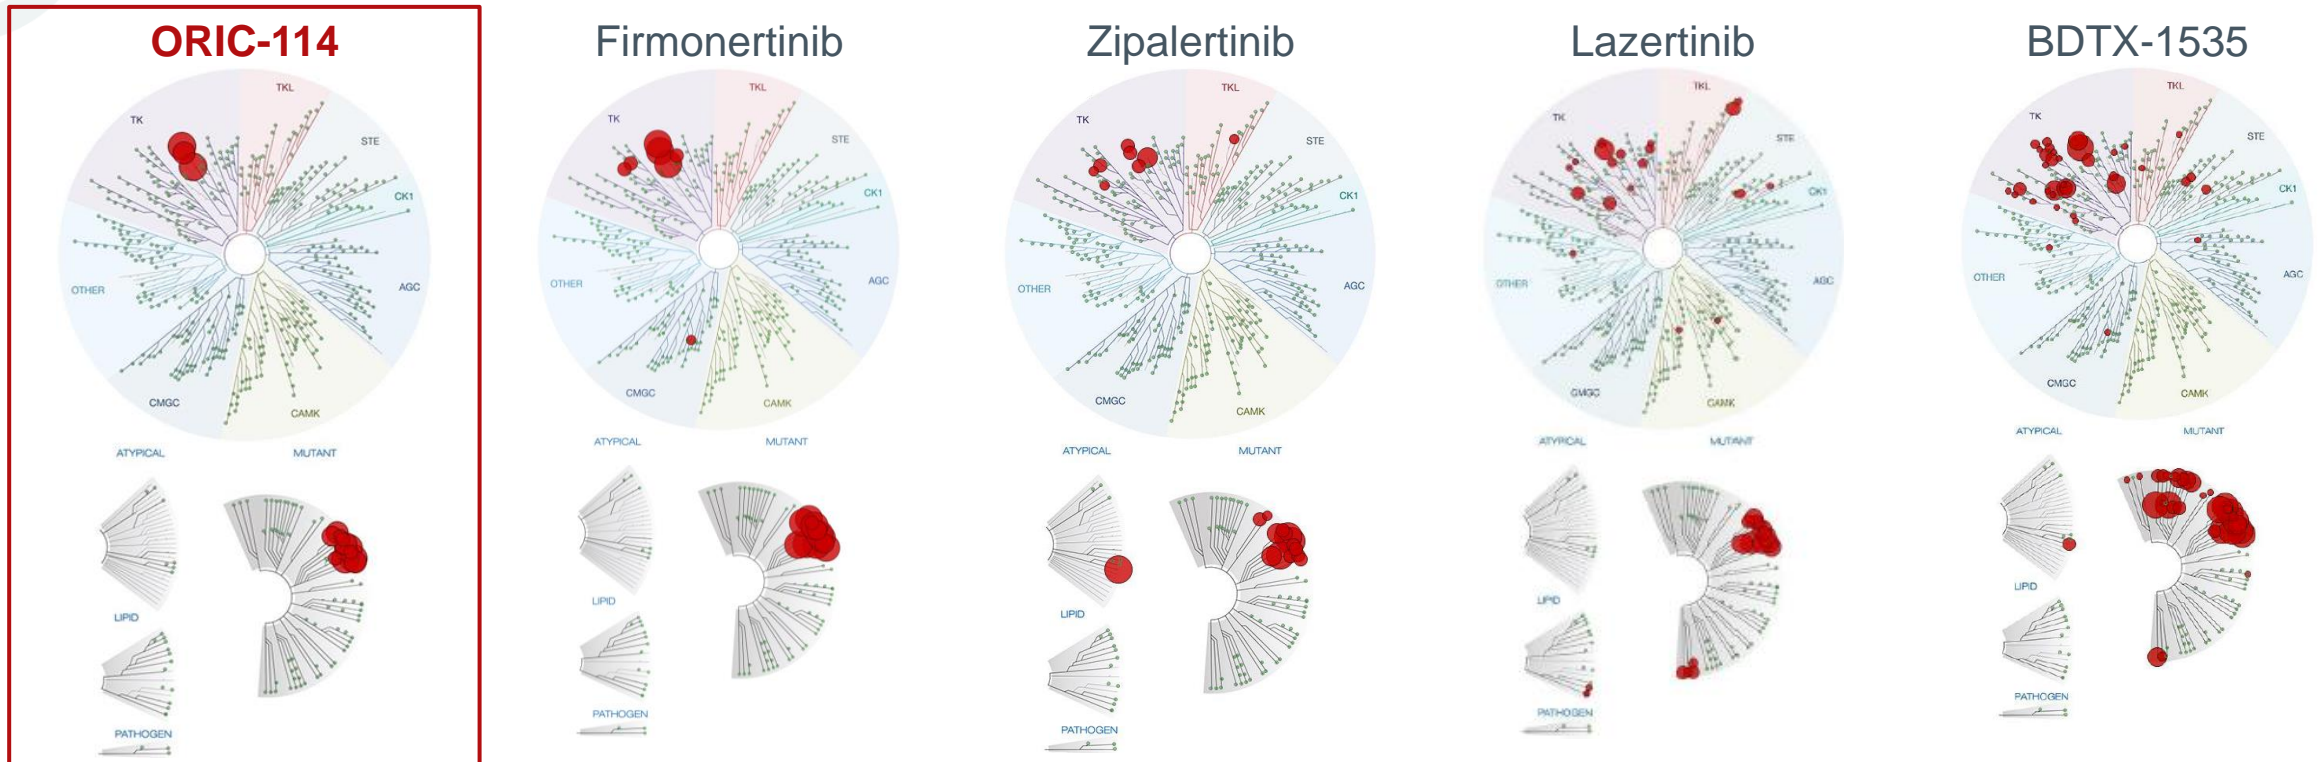 ORIC-114
TKL
TK
STE
CK1
AGC
OTHER
CMGC
CAMK
ATYPICAL
MUTANT
LIPID
PATHOGEN
Firmonertinib
TKL
TK
STE
CK1
AGC
OTHER
CMGC
CAMK
ATYPICAL
MUTANT
LIPID
PATHOGEN
Zipalertinib
TKL
TK
STE
CK1
AGC
OTHER
CMGC
CAMK
ATYPICAL
MUTANT
LIPID
PATHOGEN
Lazertinib
TKL
TK
STE
CK1
AGC
OTHER
CMGC
CAMK
ATYPICAL
MUTANT
LIPID
PATHOGEN
BDTX-1535
TKL
TK
STE
CK1
AGC
OTHER
CMGC
CAMK
ATYPICAL
MUTANT
LIPID
PATHOGEN